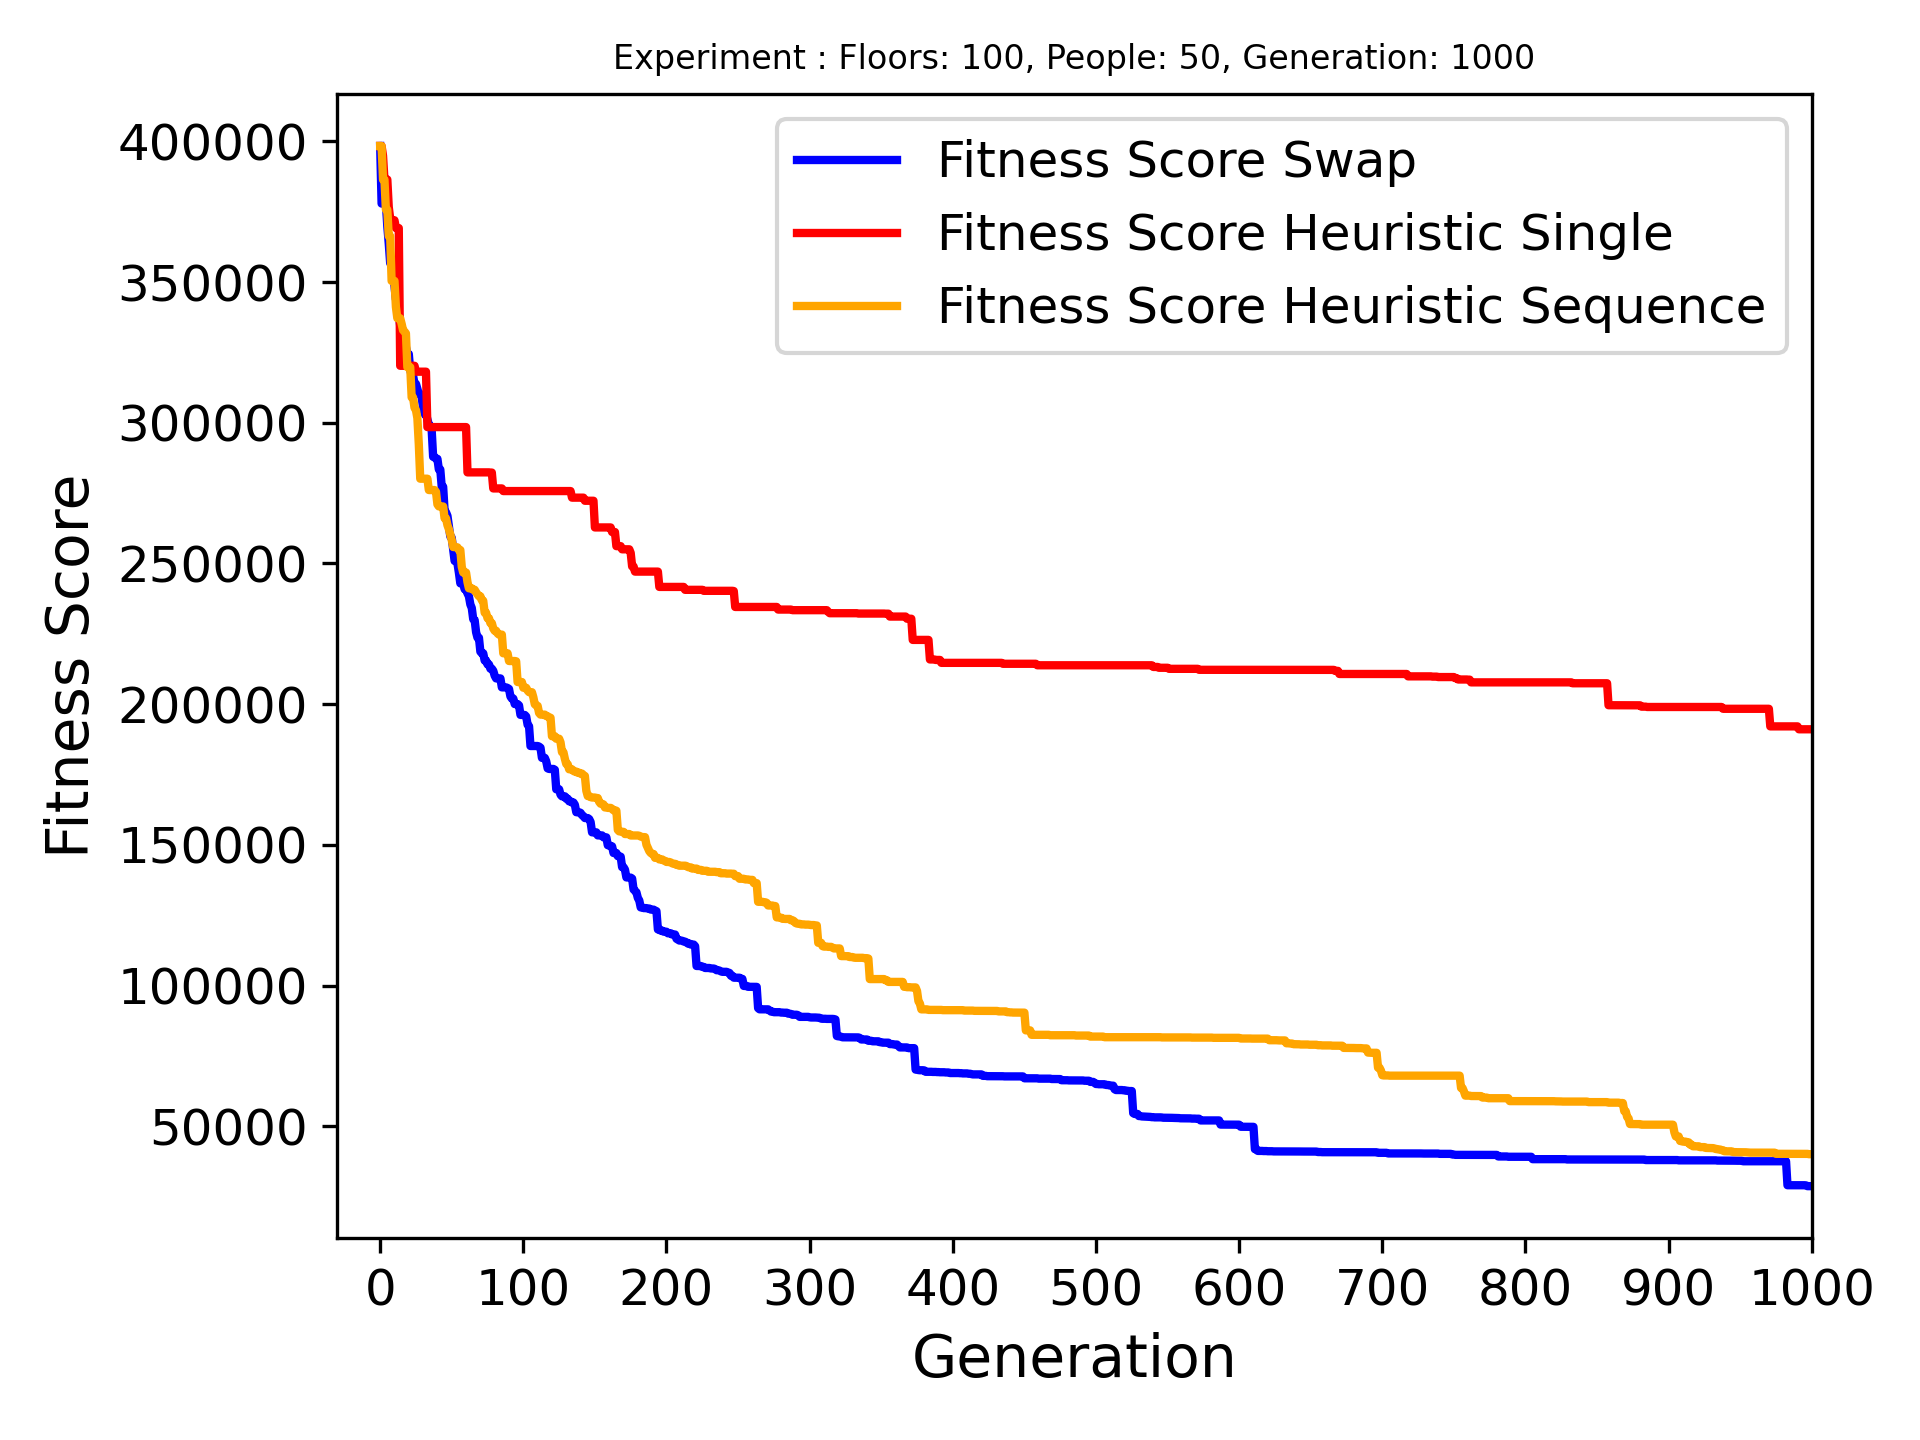 Experiment : Floors: 100, People: 50, Generation: 1000
Fitness Score Swap
Fitness Score Heuristic Single
Fitness Score Heuristic Sequence
400000
350000
300000
250000
200000
150000
100000
50000
Fitness Score
0 100 200 300 400 500 600 700 800 900 1000
Generation